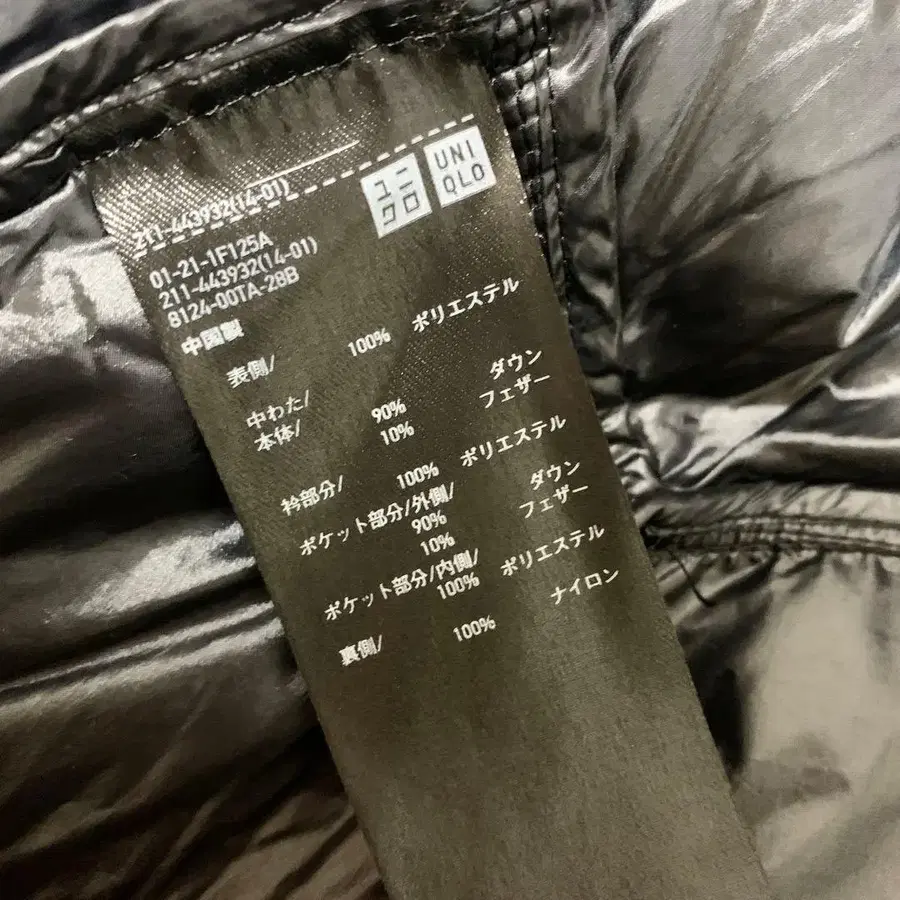 ユニ
クロ
UNI
QLO
211-443932(14-01)
01-21-1F125A
211-443932(14-01)
8124-00TA-28B
中国製
表側/ 100% ポリエステル
中わた/
本体/ 90% ダウン
10% フェザー
衿部分/ 100% ポリエステル
ポケット部分/外側/
90% ダウン
10% フェザー
ポケット部分/内側/
100% ポリエステル
裏側/ 100% ナイロン